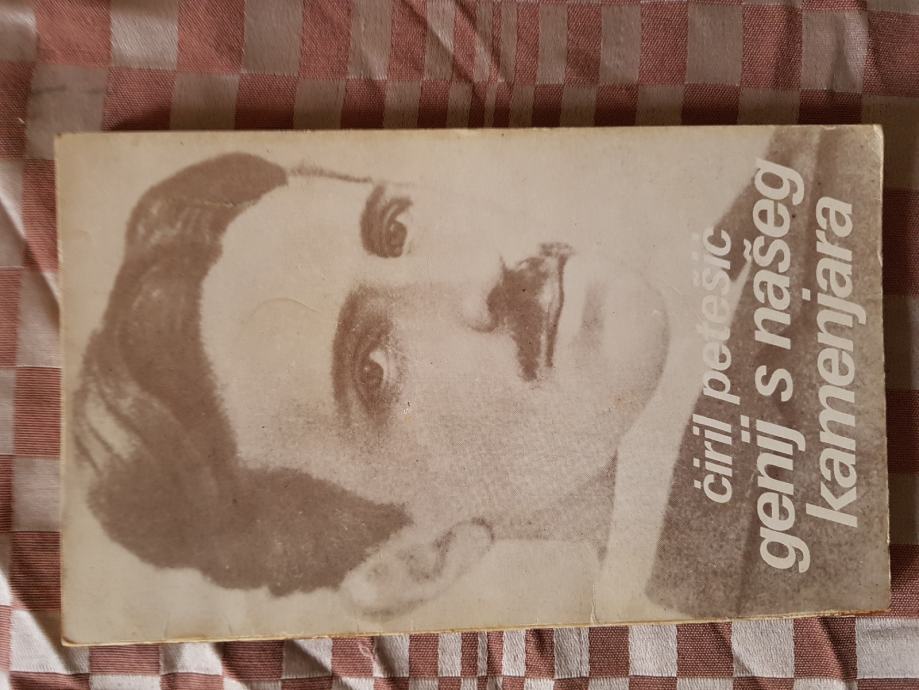 ćiril petešić
genij s našeg
kamenjara